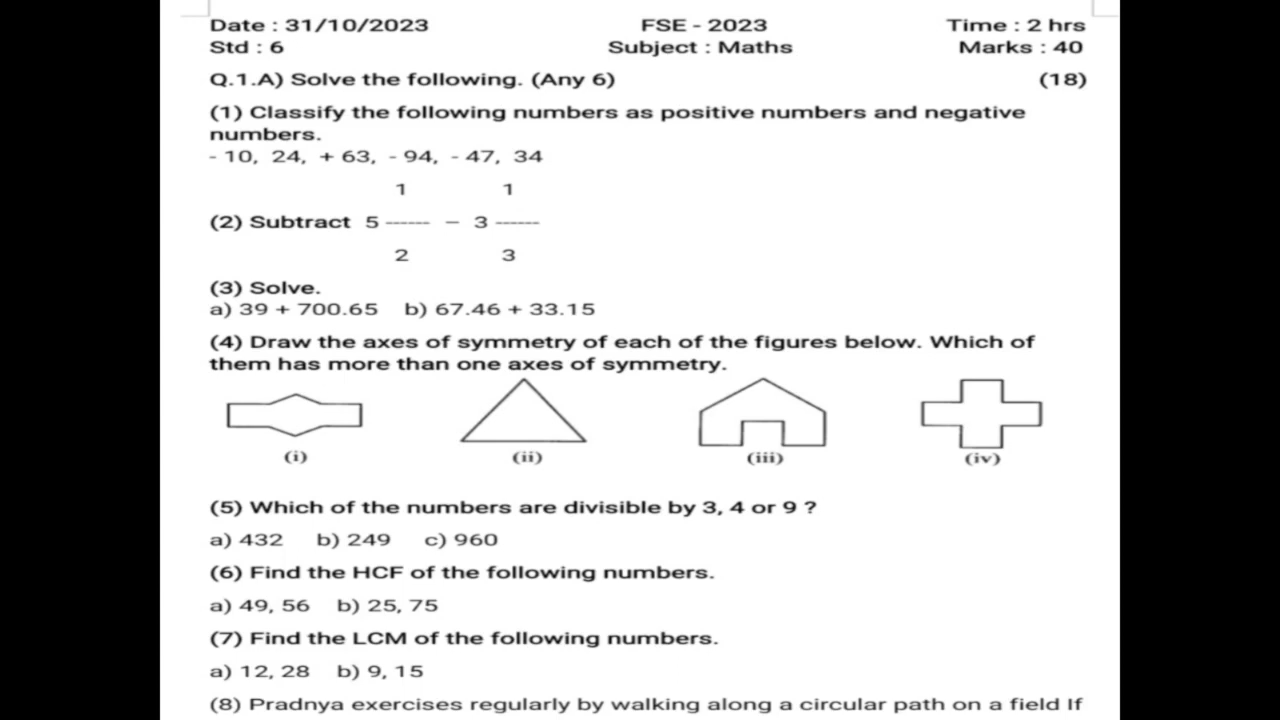 Date : 31/10/2023 FSE - 2023 Time : 2 hrs
Std : 6 Subject : Maths Marks : 40
Q.1.A) Solve the following. (Any 6) (18)
(1) Classify the following numbers as positive numbers and negative
numbers.
- 10, 24, + 63, - 94, - 47, 34
1 1
(2) Subtract 5 ------ − 3 ------
2 3
(3) Solve.
a) 39 + 700.65 b) 67.46 + 33.15
(4) Draw the axes of symmetry of each of the figures below. Which of
them has more than one axes of symmetry.
(i) (ii) (iii) (iv)
(5) Which of the numbers are divisible by 3, 4 or 9 ?
a) 432 b) 249 c) 960
(6) Find the HCF of the following numbers.
a) 49, 56 b) 25, 75
(7) Find the LCM of the following numbers.
a) 12, 28 b) 9, 15
(8) Pradnya exercises regularly by walking along a circular path on a field If